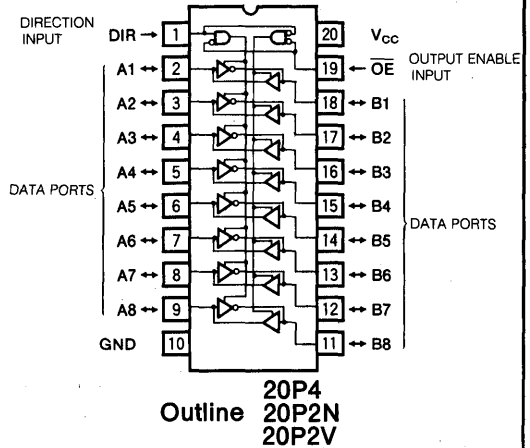 DIRECTION
INPUT
DIR → 1
20 Vcc
A1 ↔ 2
19 ← OE
OUTPUT ENABLE
INPUT
A2 ↔ 3
18 ↔ B1
A3 ↔ 4
17 ↔ B2
A4 ↔ 5
16 ↔ B3
DATA PORTS
A5 ↔ 6
15 ↔ B4
A6 ↔ 7
14 ↔ B5
DATA PORTS
A7 ↔ 8
13 ↔ B6
A8 ↔ 9
12 ↔ B7
GND 10
11 ↔ B8
Outline
20P4
20P2N
20P2V